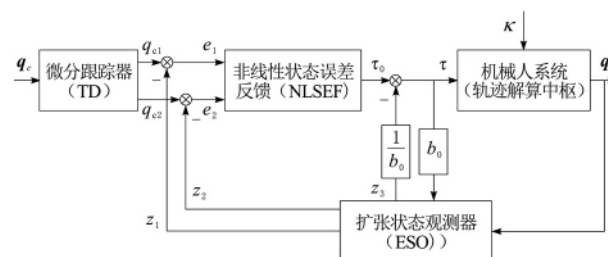 κ
q_c
微分跟踪器
（TD）
q_c1
q_c2
−
−
e_1
e_2
非线性状态误差
反馈（NLSEF）
τ_0
−
τ
机械人系统
（轨迹解算中枢）
q
1/b_0
b_0
z_1
z_2
z_3
扩张状态观测器
（ESO））